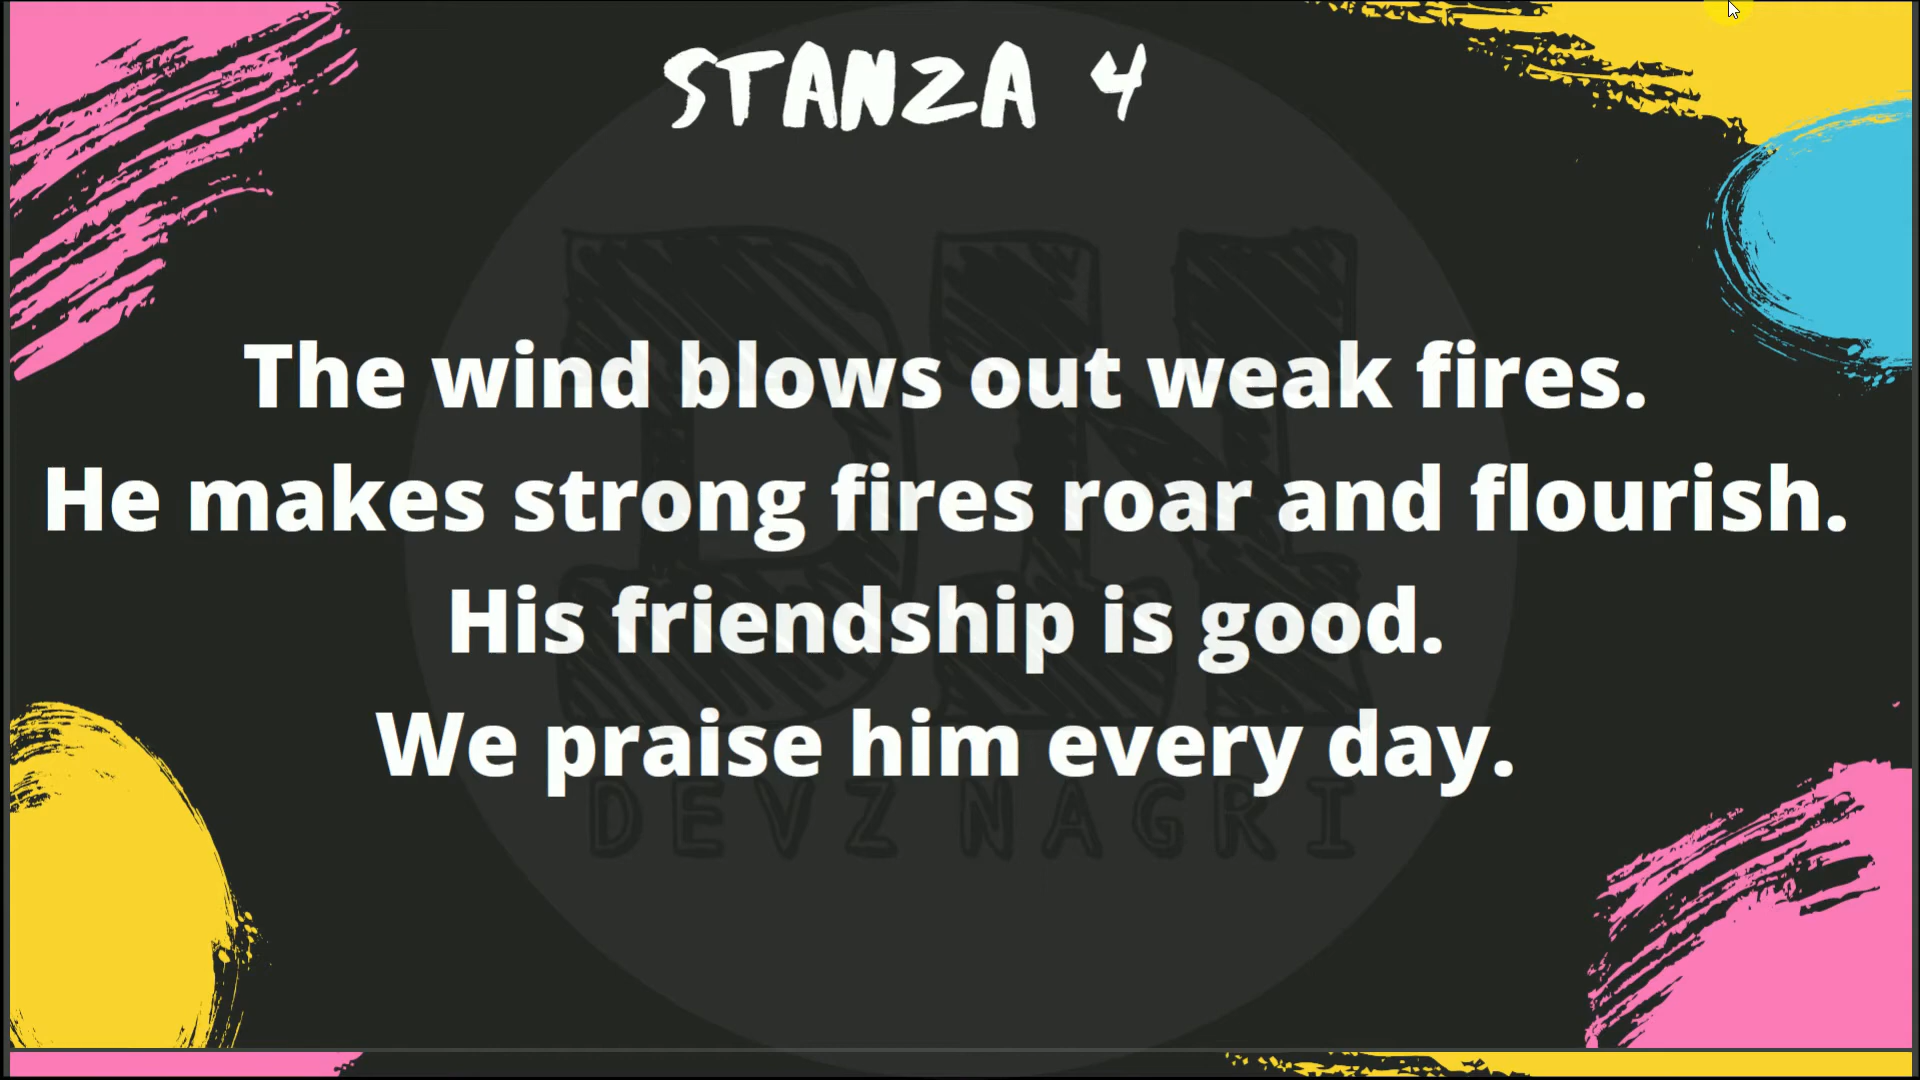 STANZA 4
The wind blows out weak fires.
He makes strong fires roar and flourish.
His friendship is good.
We praise him every day.
DN
DEVZ NAGRI